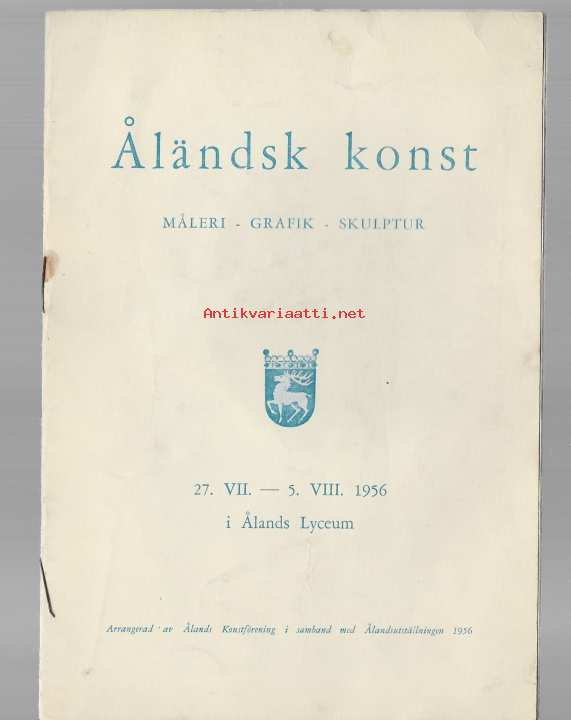 Åländsk konst
MÅLERI - GRAFIK - SKULPTUR
Antikvariaatti.net
27. VII. — 5. VIII. 1956
i Ålands Lyceum
Arrangerad av Ålands Konstförening i samband med Ålandsutställningen 1956